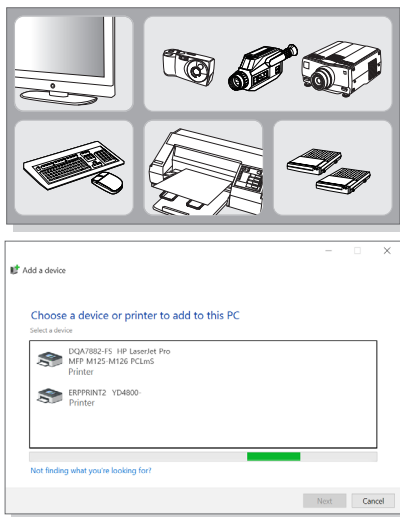 Add a device
Choose a device or printer to add to this PC
Select a device
DQA7882-F5 HP LaserJet Pro
MFP M125-M126 PCLmS
Printer
ERPPRINT2 YD4800-
Printer
Not finding what you're looking for?
Next Cancel